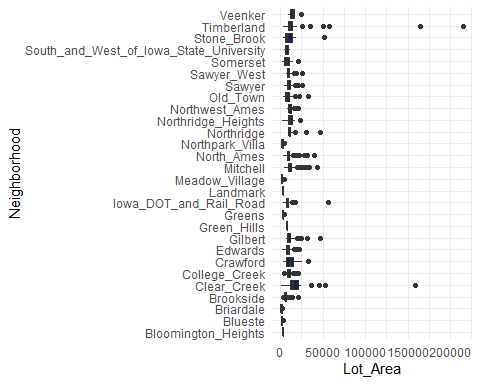 Neighborhood
Veenker
Timberland
Stone_Brook
South_and_West_of_Iowa_State_University
Somerset
Sawyer_West
Sawyer
Old_Town
Northwest_Ames
Northridge_Heights
Northridge
Northpark_Villa
North_Ames
Mitchell
Meadow_Village
Landmark
Iowa_DOT_and_Rail_Road
Greens
Green_Hills
Gilbert
Edwards
Crawford
College_Creek
Clear_Creek
Brookside
Briardale
Blueste
Bloomington_Heights
0 50000 100000 150000 200000
Lot_Area